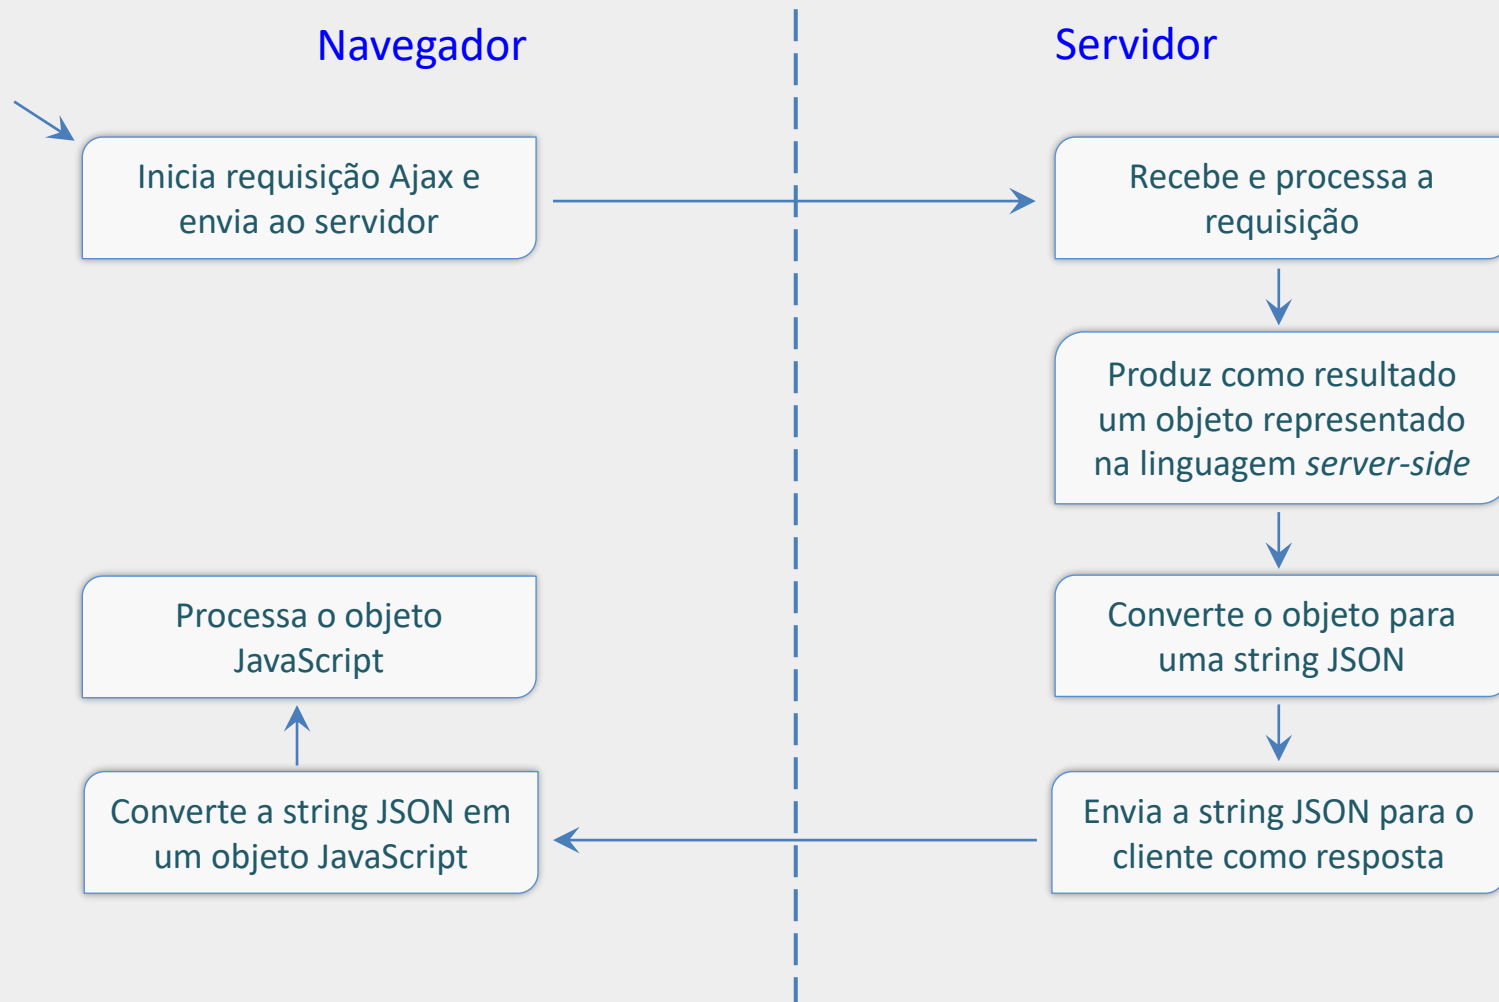 Navegador
Servidor
Inicia requisição Ajax e
envia ao servidor
Recebe e processa a
requisição
Produz como resultado
um objeto representado
na linguagem server-side
Converte o objeto para
uma string JSON
Envia a string JSON para o
cliente como resposta
Converte a string JSON em
um objeto JavaScript
Processa o objeto
JavaScript